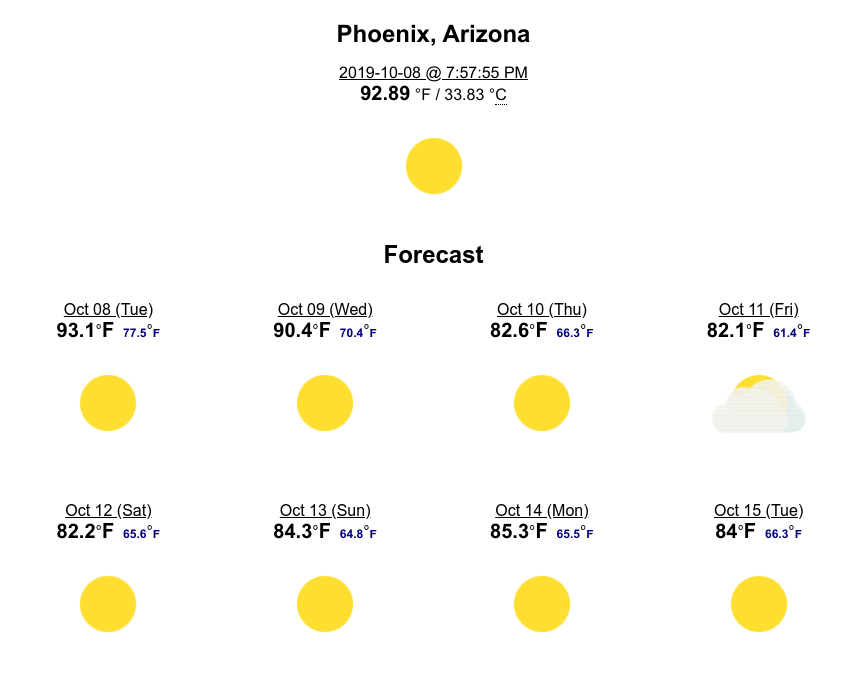 Phoenix, Arizona
2019-10-08 @ 7:57:55 PM
92.89 °F / 33.83 °C
Forecast
Oct 08 (Tue)
93.1°F 77.5°F
Oct 09 (Wed)
90.4°F 70.4°F
Oct 10 (Thu)
82.6°F 66.3°F
Oct 11 (Fri)
82.1°F 61.4°F
Oct 12 (Sat)
82.2°F 65.6°F
Oct 13 (Sun)
84.3°F 64.8°F
Oct 14 (Mon)
85.3°F 65.5°F
Oct 15 (Tue)
84°F 66.3°F